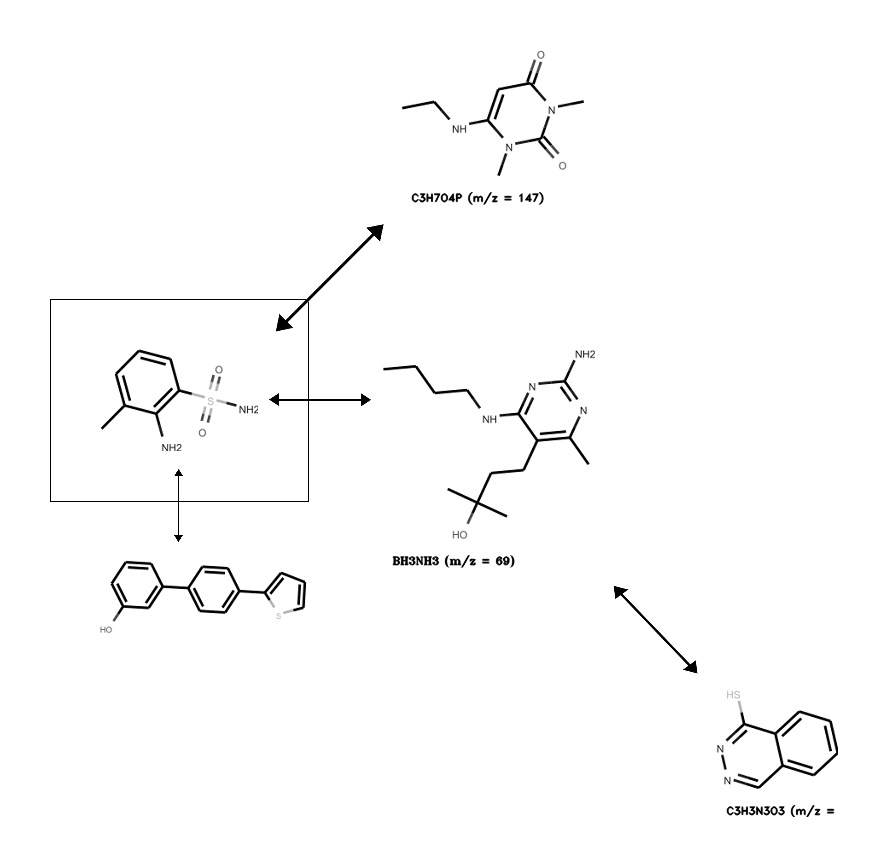 O
N
NH
N
O
C3H7O4P (m/z = 147)
O
S
NH2
O
NH2
NH2
N
N
NH
HO
BH3NH3 (m/z = 69)
S
HO
HS
N
N
C3H3N3O3 (m/z =